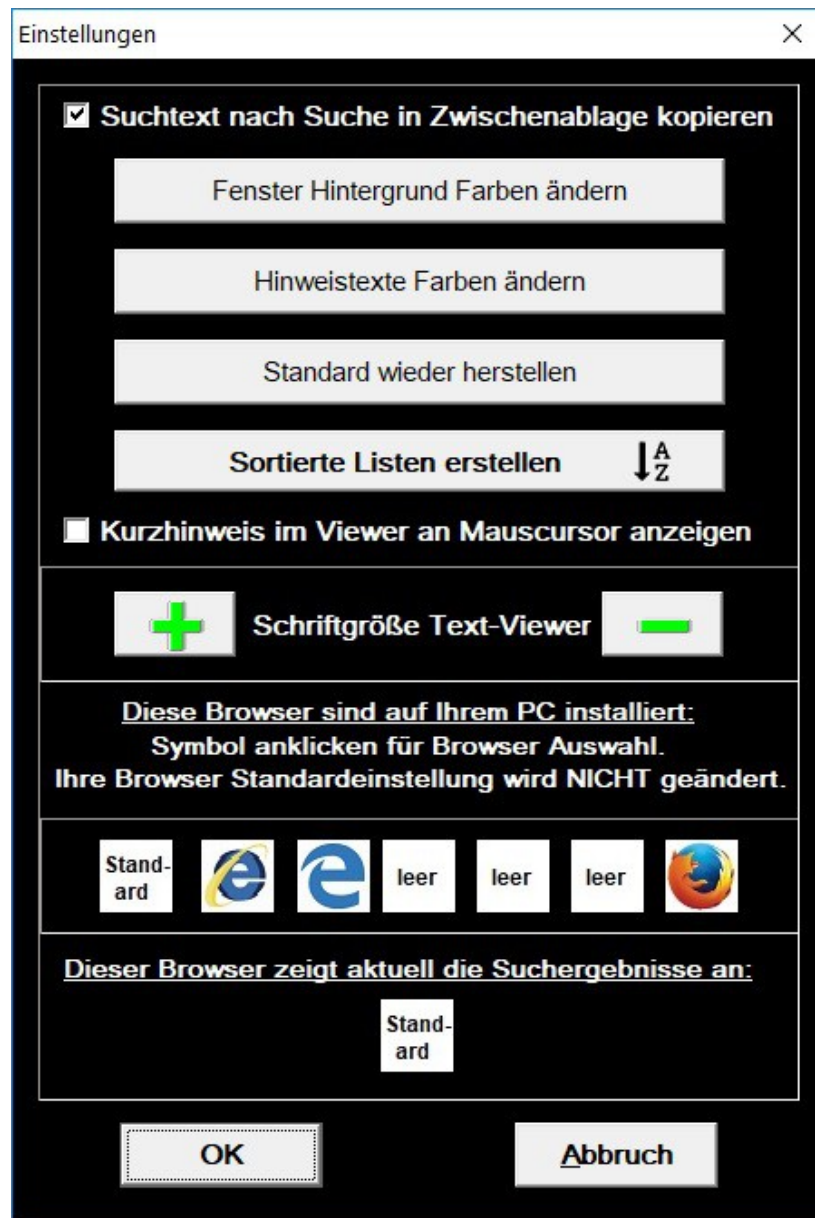 Einstellungen
Suchtext nach Suche in Zwischenablage kopieren
Fenster Hintergrund Farben ändern
Hinweistexte Farben ändern
Standard wieder herstellen
Sortierte Listen erstellen A Z
Kurzhinweis im Viewer an Mauscursor anzeigen
Schriftgröße Text-Viewer
Diese Browser sind auf Ihrem PC installiert:
Symbol anklicken für Browser Auswahl.
Ihre Browser Standardeinstellung wird NICHT geändert.
Stand-
ard
leer leer leer
Dieser Browser zeigt aktuell die Suchergebnisse an:
Stand-
ard
OK Abbruch